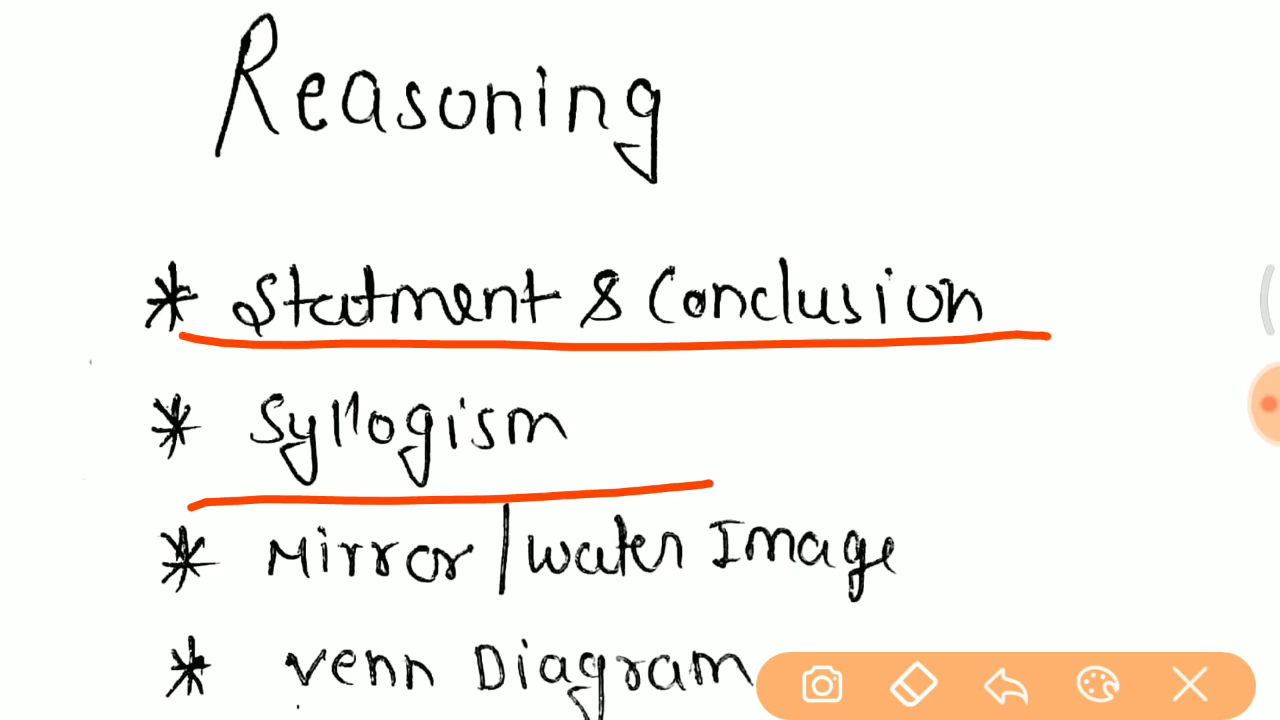 Reasoning
* Statment & Conclusion
* Syllogism
* Mirror / water Image
* Venn Diagram